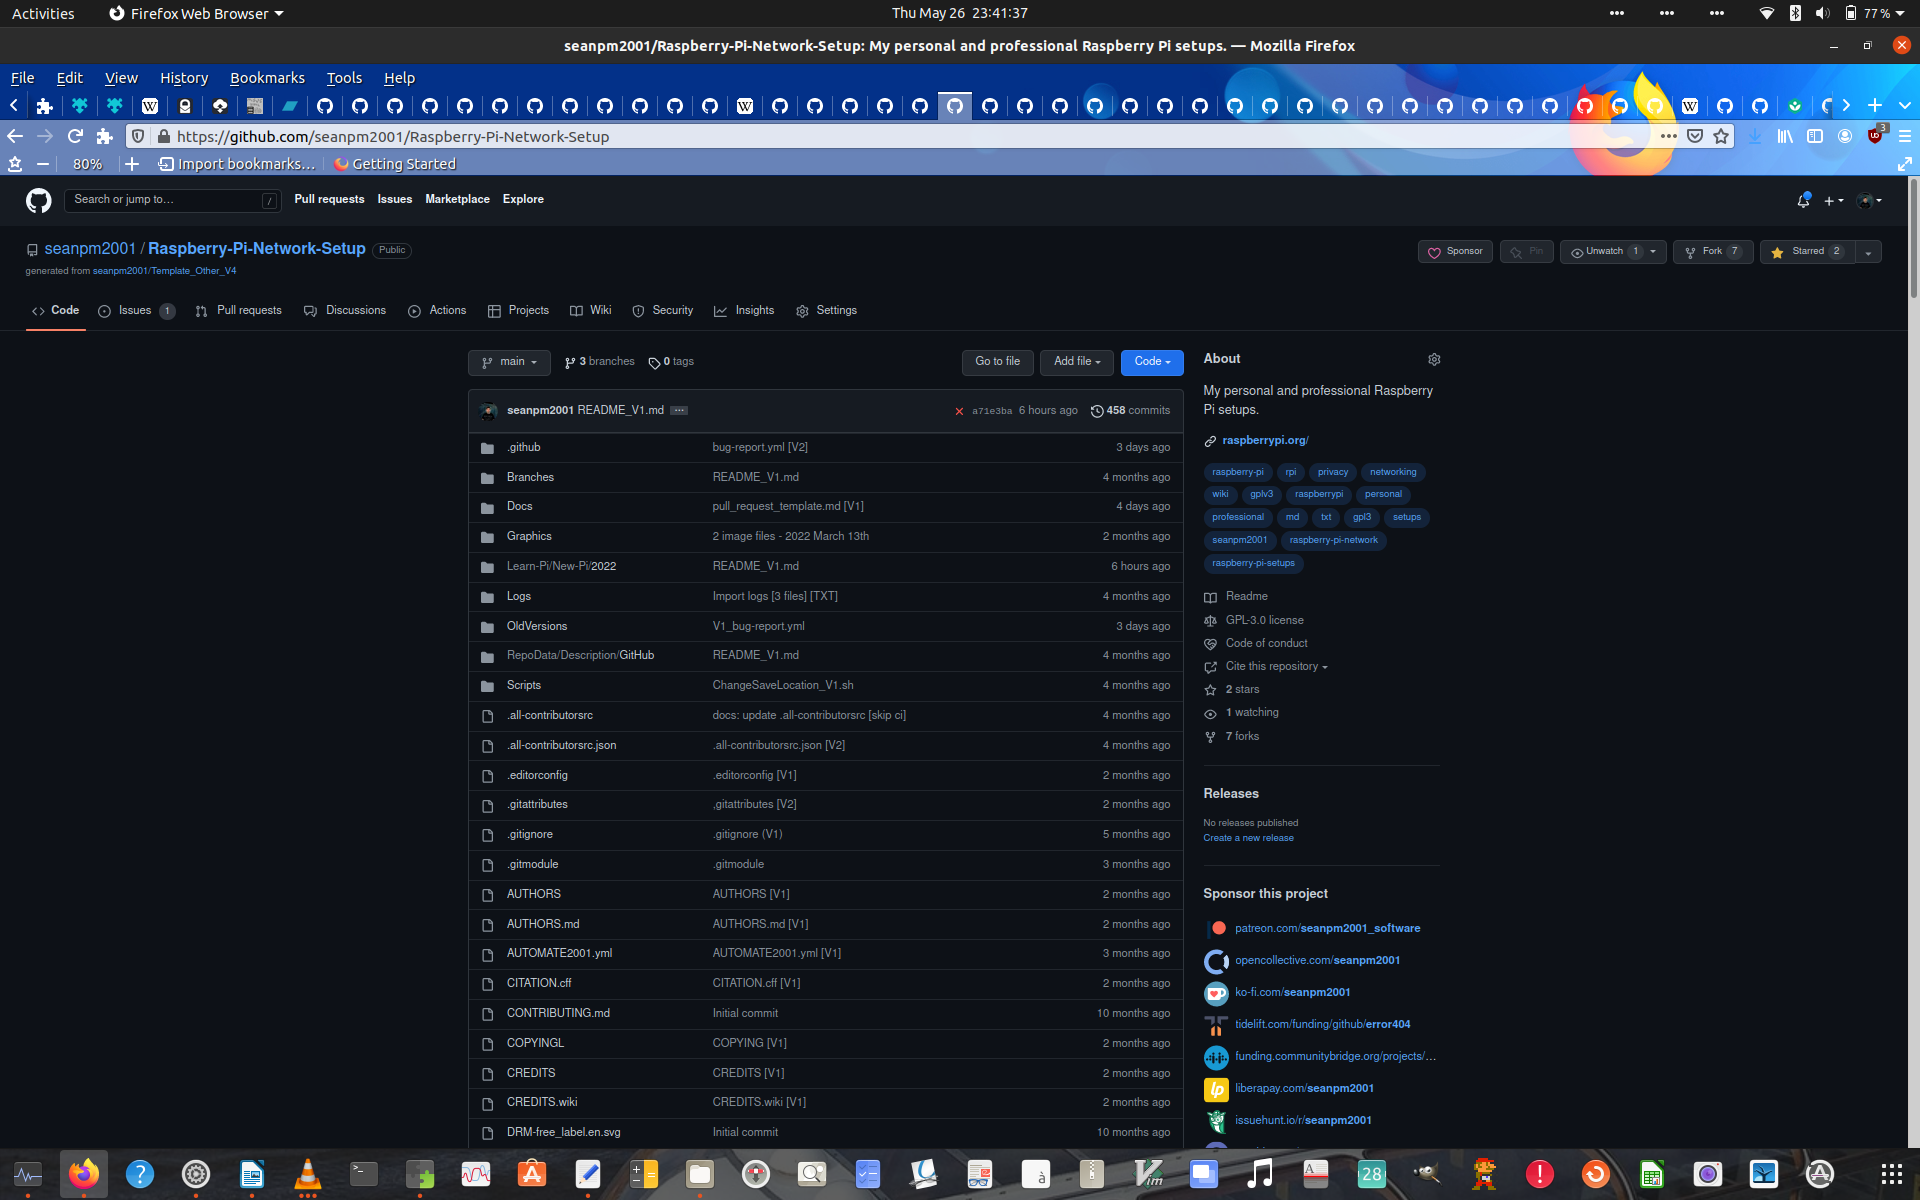 Activities Firefox Web Browser Thu May 26 23:41:37 77%
seanpm2001/Raspberry-Pi-Network-Setup: My personal and professional Raspberry Pi setups. — Mozilla Firefox
File Edit View History Bookmarks Tools Help
https://github.com/seanpm2001/Raspberry-Pi-Network-Setup 3
80% Import bookmarks... Getting Started
Search or jump to... / Pull requests Issues Marketplace Explore
seanpm2001 / Raspberry-Pi-Network-Setup Public Sponsor Pin Unwatch 1 Fork 7 Starred 2
generated from seanpm2001/Template_Other_V4
Code Issues 1 Pull requests Discussions Actions Projects Wiki Security Insights Settings
main 3 branches 0 tags Go to file Add file Code
seanpm2001 README_V1.md ... a71e3ba 6 hours ago 458 commits
.github bug-report.yml [V2] 3 days ago
Branches README_V1.md 4 months ago
Docs pull_request_template.md [V1] 4 days ago
Graphics 2 image files - 2022 March 13th 2 months ago
Learn-Pi/New-Pi/2022 README_V1.md 6 hours ago
Logs Import logs [3 files] [TXT] 4 months ago
OldVersions V1_bug-report.yml 3 days ago
RepoData/Description/GitHub README_V1.md 4 months ago
Scripts ChangeSaveLocation_V1.sh 4 months ago
.all-contributorsrc docs: update .all-contributorsrc [skip ci] 4 months ago
.all-contributorsrc.json .all-contributorsrc.json [V2] 4 months ago
.editorconfig .editorconfig [V1] 2 months ago
.gitattributes ,gitattributes [V2] 2 months ago
.gitignore .gitignore (V1) 5 months ago
.gitmodule .gitmodule 3 months ago
AUTHORS AUTHORS [V1] 2 months ago
AUTHORS.md AUTHORS.md [V1] 2 months ago
AUTOMATE2001.yml AUTOMATE2001.yml [V1] 3 months ago
CITATION.cff CITATION.cff [V1] 2 months ago
CONTRIBUTING.md Initial commit 10 months ago
COPYINGL COPYING [V1] 2 months ago
CREDITS CREDITS [V1] 2 months ago
CREDITS.wiki CREDITS.wiki [V1] 2 months ago
DRM-free_label.en.svg Initial commit 10 months ago
About
My personal and professional Raspberry
Pi setups.
raspberrypi.org/
raspberry-pi rpi privacy networking
wiki gplv3 raspberrypi personal
professional md txt gpl3 setups
seanpm2001 raspberry-pi-network
raspberry-pi-setups
Readme
GPL-3.0 license
Code of conduct
Cite this repository
2 stars
1 watching
7 forks
Releases
No releases published
Create a new release
Sponsor this project
patreon.com/seanpm2001_software
opencollective.com/seanpm2001
ko-fi.com/seanpm2001
tidelift.com/funding/github/error404
funding.communitybridge.org/projects/...
liberapay.com/seanpm2001
issuehunt.io/r/seanpm2001
28